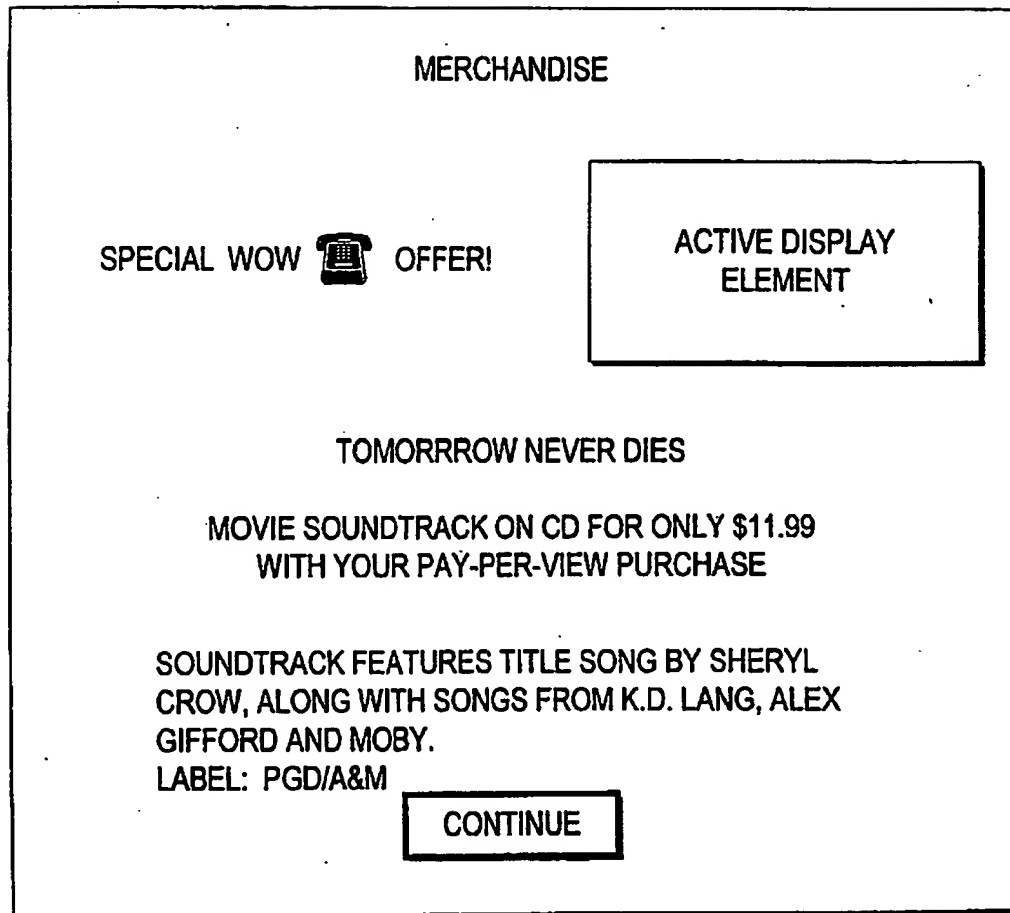 MERCHANDISE
SPECIAL WOW OFFER!
ACTIVE DISPLAY
ELEMENT
TOMORRROW NEVER DIES
MOVIE SOUNDTRACK ON CD FOR ONLY $11.99
WITH YOUR PAY-PER-VIEW PURCHASE
SOUNDTRACK FEATURES TITLE SONG BY SHERYL
CROW, ALONG WITH SONGS FROM K.D. LANG, ALEX
GIFFORD AND MOBY.
LABEL: PGD/A&M
CONTINUE